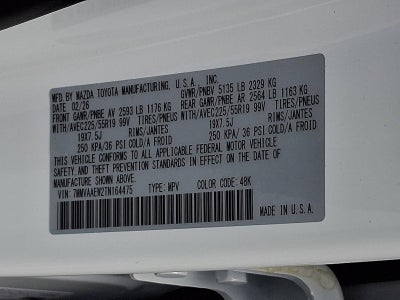 MFD. BY MAZDA TOYOTA MANUFACTURING, U.S.A., INC.
DATE 02/26 GVWR/PNBV 5135 LB 2329 KG
FRONT GAWR/PNBE AV 2593 LB 1176 KG REAR GAWR/PNBE AR 2564 LB 1163 KG
WITH/AVEC225/55R19 99V TIRES/PNEUS WITH/AVEC225/55R19 99V TIRES/PNEUS
19X7.5J RIMS/JANTES 19X7.5J RIMS/JANTES
250 KPA/36 PSI COLD/A FROID 250 KPA/36 PSI COLD/A FROID
THIS VEHICLE CONFORMS TO ALL APPLICABLE FEDERAL MOTOR VEHICLE
SAFETY, AND THEFT PREVENTION STANDARDS IN EFFECT ON THE DATE OF
MANUFACTURE SHOWN ABOVE.
VIN: 7MMVAAEW2TN164475 TYPE: MPV COLOR CODE: 48K
MADE IN U.S.A.